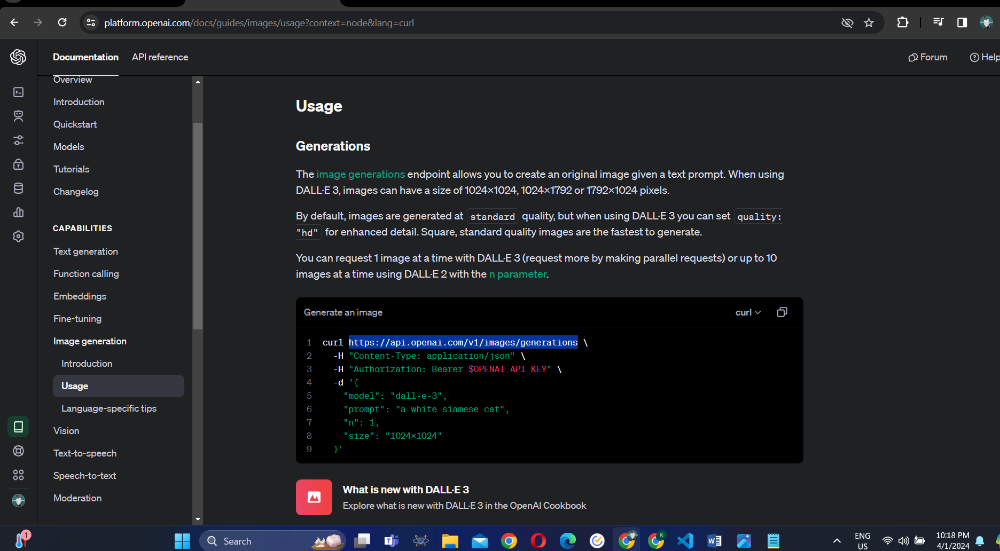 platform.openai.com/docs/guides/images/usage?context=node&lang=curl
Documentation
API reference
Forum
Help
Overview
Introduction
Quickstart
Models
Tutorials
Changelog
CAPABILITIES
Text generation
Function calling
Embeddings
Fine-tuning
Image generation
Introduction
Usage
Language-specific tips
Vision
Text-to-speech
Speech-to-text
Moderation
Usage
Generations
The image generations endpoint allows you to create an original image given a text prompt. When using
DALL·E 3, images can have a size of 1024×1024, 1024×1792 or 1792×1024 pixels.
By default, images are generated at standard quality, but when using DALL·E 3 you can set quality:
"hd" for enhanced detail. Square, standard quality images are the fastest to generate.
You can request 1 image at a time with DALL·E 3 (request more by making parallel requests) or up to 10
images at a time using DALL·E 2 with the n parameter.
Generate an image
curl
1 curl https://api.openai.com/v1/images/generations \
2 -H "Content-Type: application/json" \
3 -H "Authorization: Bearer $OPENAI_API_KEY" \
4 -d '{
5 "model": "dall-e-3",
6 "prompt": "a white siamese cat",
7 "n": 1,
8 "size": "1024×1024"
9 }'
What is new with DALL·E 3
Explore what is new with DALL·E 3 in the OpenAI Cookbook
1
Search
K
ENG
US
10:18 PM
4/1/2024